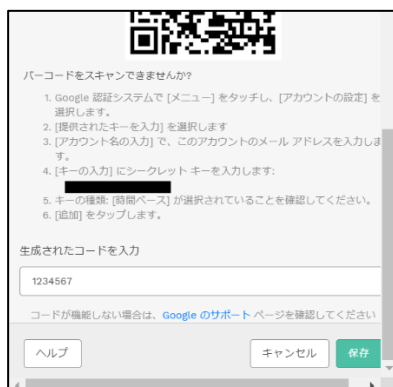 バーコードをスキャンできませんか?
1. Google 認証システムで [メニュー] をタッチし、[アカウントの設定] を
選択します。
2. [提供されたキーを入力] を選択します
3. [アカウント名の入力] で、このアカウントのメール アドレスを入力しま
す。
4. [キーの入力] にシークレット キーを入力します:
5. キーの種類: [時間ベース] が選択されていることを確認してください。
6. [追加] をタップします。
生成されたコードを入力
1234567
コードが機能しない場合は、Google のサポート ページを確認してください
ヘルプ
キャンセル
保存